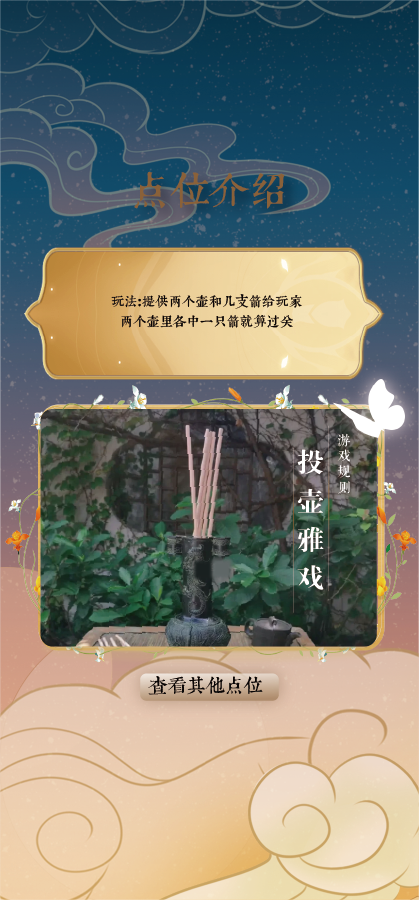 点位介绍
玩法:提供两个壶和几支箭给玩家
两个壶里各中一只箭就算过关
游戏规则
投壶雅戏
查看其他点位